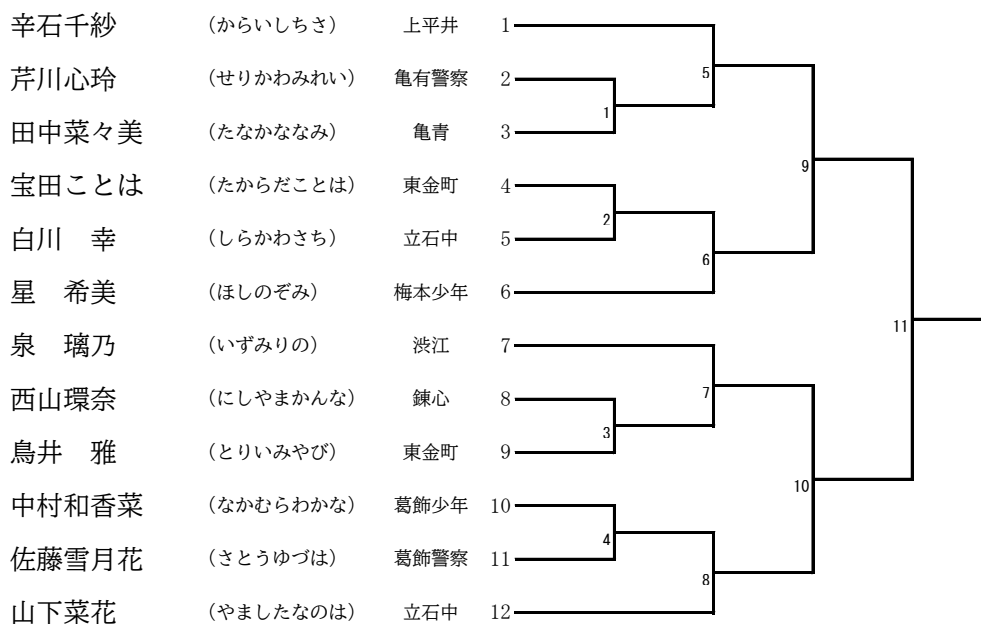 辛石千紗 （からいしちさ） 上平井 1
芹川心玲 （せりかわみれい） 亀有警察 2
田中菜々美 （たなかななみ） 亀青 3
宝田ことは （たからだことは） 東金町 4
白川　幸 （しらかわさち） 立石中 5
星　希美 （ほしのぞみ） 梅本少年 6
泉　璃乃 （いずみりの） 渋江 7
西山環奈 （にしやまかんな） 錬心 8
鳥井　雅 （とりいみやび） 東金町 9
中村和香菜 （なかむらわかな） 葛飾少年 10
佐藤雪月花 （さとうゆづは） 葛飾警察 11
山下菜花 （やましたなのは） 立石中 12
1
2
3
4
5
6
7
8
9
10
11